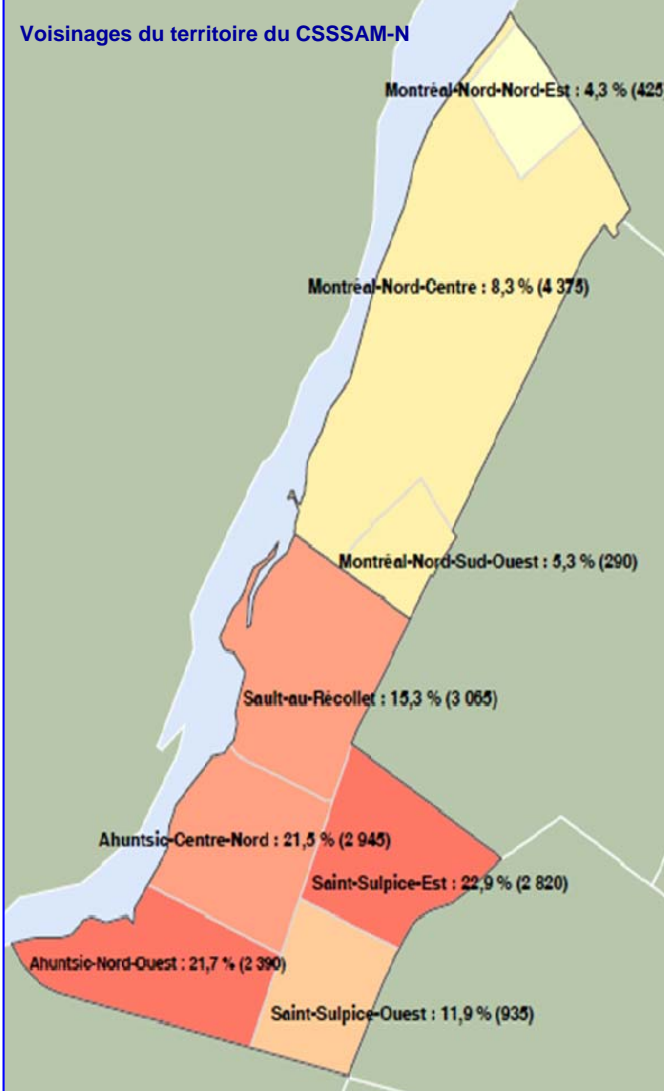 Voisinages du territoire du CSSSAM-N
Montréal-Nord-Nord-Est : 4,3 % (425
Montréal-Nord-Centre : 8,3 % (4 375)
Montréal-Nord-Sud-Ouest : 5,3 % (290)
Sault-au-Récollet : 15,3 % (3 065)
Ahuntsic-Centre-Nord : 21,5 % (2 945)
Saint-Sulpice-Est : 22,9 % (2 820)
Ahuntsic-Nord-Ouest : 21,7 % (2 390)
Saint-Sulpice-Ouest : 11,9 % (935)